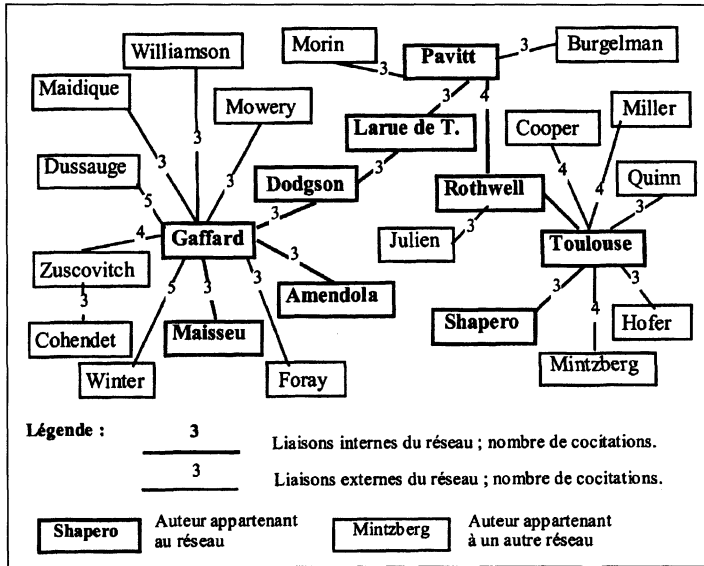 Williamson
Morin
Pavitt
Burgelman
3
3
Maidique
Mowery
3
4
Miller
Larue de T.
Cooper
3
3
3
3
4
4
Quinn
Dussauge
Dodgson
Rothwell
3
5
3
3
4
Gaffard
Julien
Toulouse
3
Zuscovitch
5
3
3
3
3
3
Amendola
4
Shapero
Hofer
Cohendet
Maisseu
Winter
Foray
Mintzberg
Légende :
3
Liaisons internes du réseau ; nombre de cocitations.
3
Liaisons externes du réseau ; nombre de cocitations.
Shapero
Auteur appartenant
au réseau
Mintzberg
Auteur appartenant
à un autre réseau